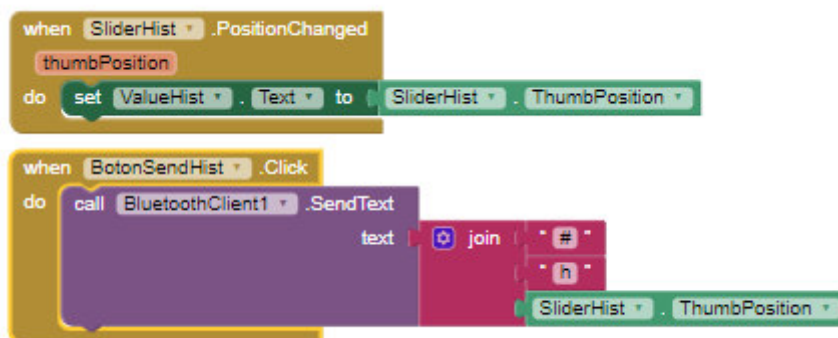 when SliderHist .PositionChanged
thumbPosition
do set ValueHist . Text to SliderHist . ThumbPosition
when BotonSendHist .Click
do call BluetoothClient1 .SendText
text join " # "
" h "
SliderHist . ThumbPosition